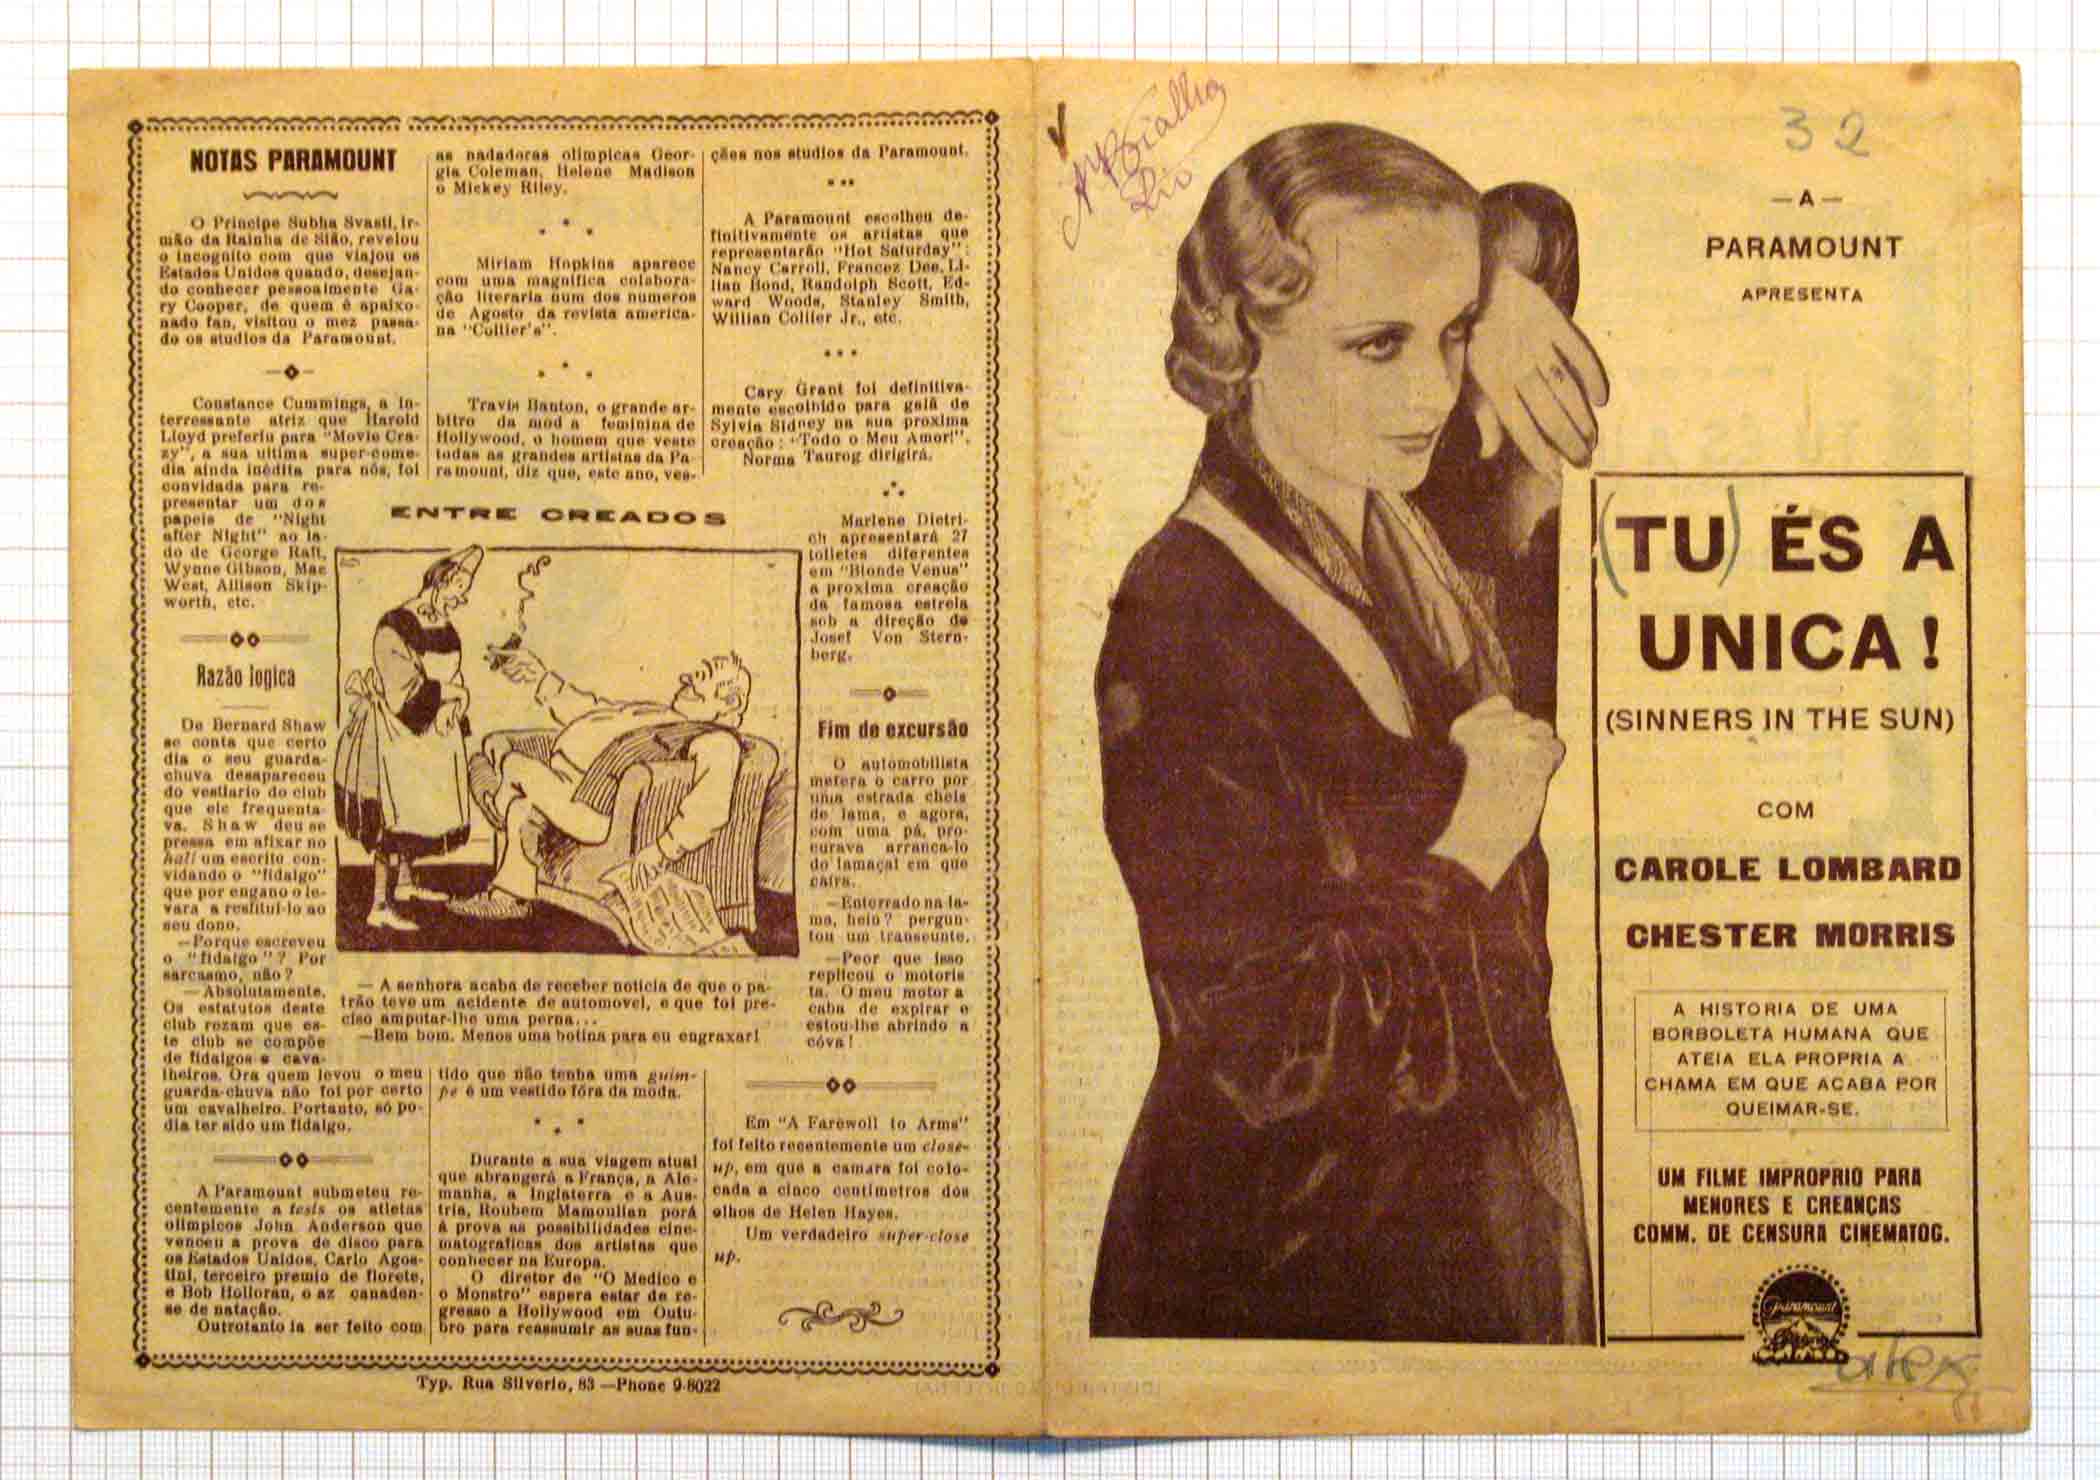 NOTAS PARAMOUNT
O Principe Subha Svasti, ir-
mão da Rainha de Sião, revelou
o incognito com que viajou os
Estados Unidos quando, desejan-
do conhecer pessoalmente Ga-
ry Cooper, de quem é apaixo-
nado fan, visitou o mez passa-
do os studios da Paramount.
Constance Cummings, a in-
terressante atriz que Harold
Lloyd preferiu para "Movie Cra-
zy", a sua ultima super-come-
dia ainda inédita para nós, foi
convidada para re-
presentar um dos
papeis de "Night
after Night" ao la-
do de George Raft,
Wynne Gibson, Mae
West, Allison Skip-
worth, etc.
Razão logica
De Bernard Shaw
se conta que certo
dia o seu guarda-
chuva desapareceu
do vestiario do club
que ele frequenta-
va. Shaw deu se
pressa em afixar no
hall um escrito con-
vidando o "fidalgo"
que por engano o le-
vara a restitui-lo ao
seu dono.
—Porque escreveu
o "fidalgo"? Por
sarcasmo, não?
—Absolutamente.
Os estatutos deste
club rezam que es-
te club se compõe
de fidalgos e cava-
lheiros. Ora quem levou o meu
guarda-chuva não foi por certo
um cavalheiro. Portanto, só po-
dia ter sido um fidalgo.
A Paramount submeteu re-
centemente a tests os atletas
olimpicos John Anderson que
venceu a prova de disco para
os Estados Unidos, Carlo Agos-
tini, terceiro premio de florete,
e Bob Holloran, o az canaden-
se de natação.
Outrotanto ia ser feito com
as nadadoras olimpicas Geor-
gia Coleman, Helene Madison
o Mickey Riley.
Miriam Hopkins aparece
com uma magnifica colabora-
ção literaria num dos numeros
de Agosto da revista america-
na "Collier's".
Travis Banton, o grande ar-
bitro da mod a feminina de
Hollywood, o homem que veste
todas as grandes artistas da Pa-
ramount, diz que, este ano, ves-
ENTRE CREADOS
— A senhora acaba de receber noticia de que o pa-
trão teve um acidente de automovel, e que foi pre-
ciso amputar-lhe uma perna...
—Bem bom. Menos uma botina para eu engraxar!
tido que não tenha uma guim-
pe é um vestido fóra da moda.
Durante a sua viagem atual
que abrangerá a França, a Ale-
manha, a Inglaterra e a Aus-
tria, Roubem Mamoulian porá
á prova as possibilidades cine-
matograficas dos artistas que
conhecer na Europa.
O diretor de "O Medico e
o Monstro" espera estar de re-
gresso a Hollywood em Outu-
bro para reassumir as suas fun-
ções nos studios da Paramount.
A Paramount escolheu de-
finitivamente os artistas que
representarão "Hot Saturday":
Nancy Carroll, Francez Dee, Li-
lian Bond, Randolph Scott, Ed-
ward Woods, Stanley Smith,
Willian Collier Jr., etc.
Cary Grant foi definitiva-
mente escolhido para galã de
Sylvia Sidney na sua proxima
creação: "Todo o Meu Amor!".
Norma Taurog dirigirá.
Marlene Dietri-
ch apresentará 27
toiletes diferentes
em "Blonde Venus"
a proxima creação
da famosa estrela
sob a direção de
Josef Von Stern-
berg.
Fim de excursão
O automobilista
metera o carro por
uma estrada cheia
de lama, e agora,
com uma pá, pro-
curava arranca-lo
do lamaçal em que
caíra.
—Enterrado na la-
ma, hein? pergun-
tou um transeunte.
—Peor que isso
replicou o motoris
ta. O meu motor a
caba de expirar e
estou-lhe abrindo a
cóva!
Em "A Farewell to Arms"
foi feito recentemente um close-
up, em que a camara foi colo-
cada a cinco centimetros dos
olhos de Helen Hayes.
Um verdadeiro super-close
up.
Typ. Rua Silverio, 83 —Phone 9-8022
32
— A —
PARAMOUNT
APRESENTA
(TU) ÉS A
UNICA!
(SINNERS IN THE SUN)
COM
CAROLE LOMBARD
CHESTER MORRIS
A HISTORIA DE UMA
BORBOLETA HUMANA QUE
ATEIA ELA PROPRIA A
CHAMA EM QUE ACABA POR
QUEIMAR-SE.
UM FILME IMPROPRIO PARA
MENORES E CREANÇAS
COMM. DE CENSURA CINEMATOG.
Paramount